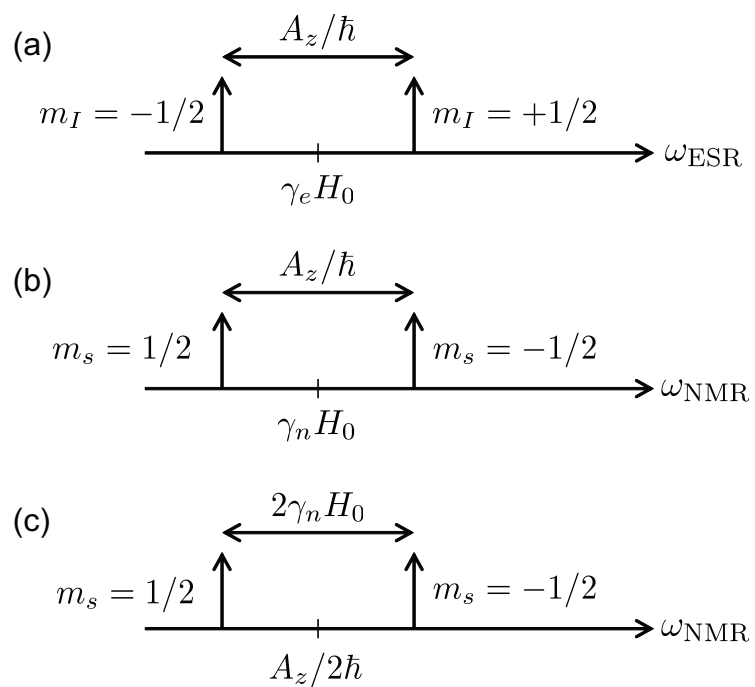 (a)
A_z/ħ
m_I = −1/2
m_I = +1/2
ω_ESR
γ_e H_0
(b)
A_z/ħ
m_s = 1/2
m_s = −1/2
ω_NMR
γ_n H_0
(c)
2γ_n H_0
m_s = 1/2
m_s = −1/2
ω_NMR
A_z/2ħ